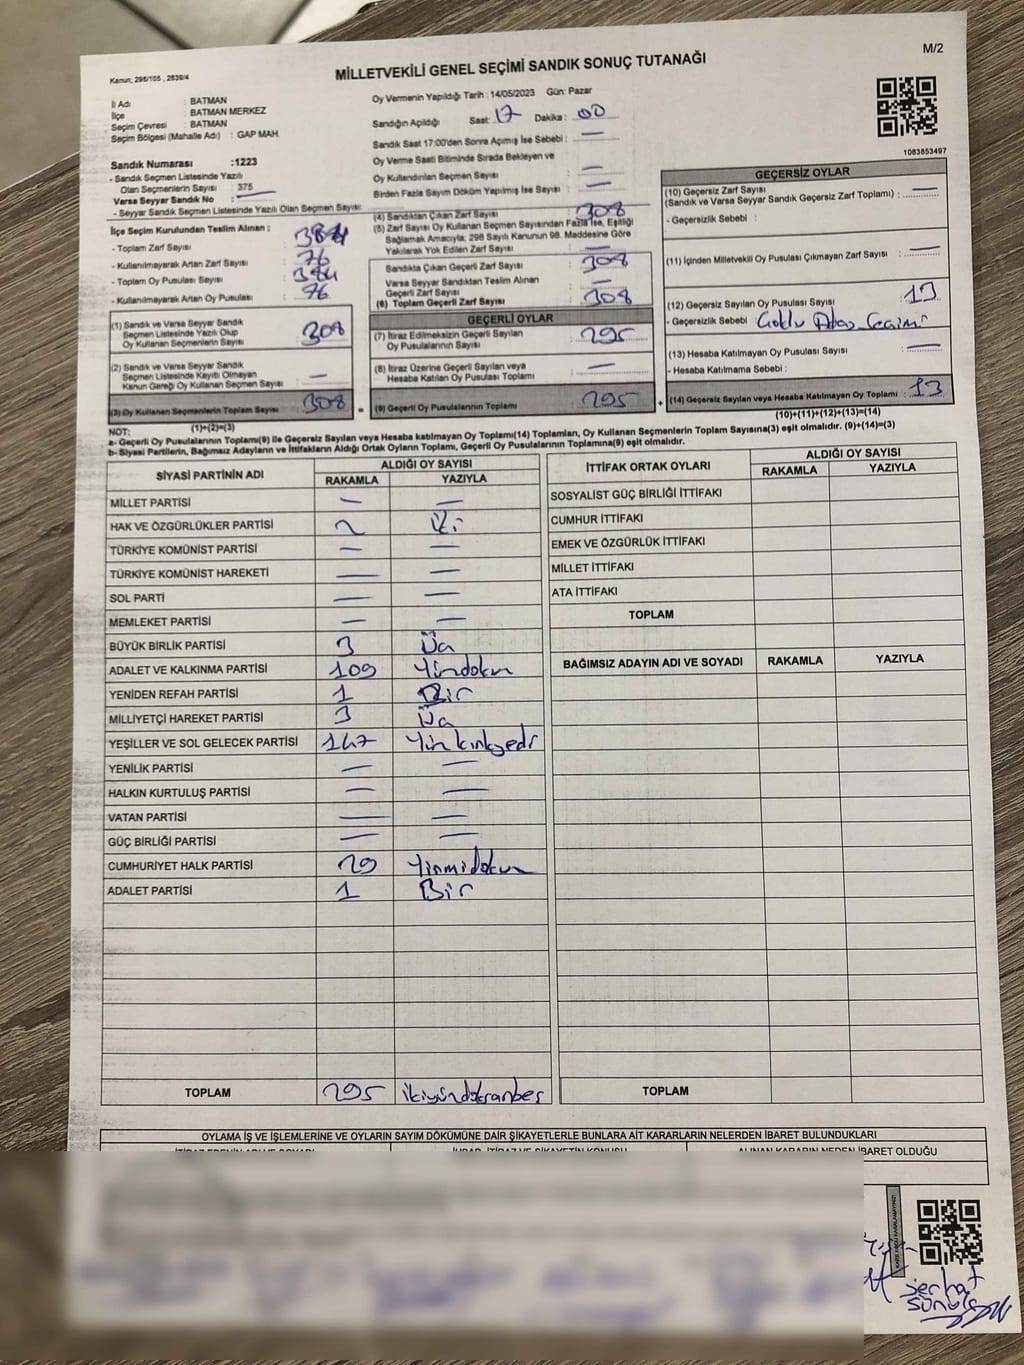 M/2
Kanun; 298/105 , 2839/4
MİLLETVEKİLİ GENEL SEÇİMİ SANDIK SONUÇ TUTANAĞI
İl Adı : BATMAN
İlçe : BATMAN MERKEZ
Seçim Çevresi : BATMAN
Seçim Bölgesi (Mahalle Adı) : GAP MAH.
Sandık Numarası :1223
- Sandık Seçmen Listesinde Yazılı
Olan Seçmenlerin Sayısı : 375
Varsa Seyyar Sandık No : —
- Seyyar Sandık Seçmen Listesinde Yazılı Olan Seçmen Sayısı:
İlçe Seçim Kurulundan Teslim Alınan :
- Toplam Zarf Sayısı : 384
- Kullanılmayarak Artan Zarf Sayısı : 76
- Toplam Oy Pusulası Sayısı : 384
- Kullanılmayarak Artan Oy Pusulası : 76
(1) Sandık ve Varsa Seyyar Sandık
Seçmen Listesinde Yazılı Olup
Oy Kullanan Seçmenlerin Sayısı : 308
(2) Sandık ve Varsa Seyyar Sandık
Seçmen Listesinde Kayıtlı Olmayan
Kanun Gereği Oy Kullanan Seçmen Sayısı : —
(3) Oy Kullanan Seçmenlerin Toplam Sayısı : 308
(1)+(2)=(3)
Oy Vermenin Yapıldığı Tarih : 14/05/2023 Gün: Pazar
Sandığın Açıldığı Saat: 17 Dakika : 00
Sandık Saat 17:00'den Sonra Açımış İse Sebebi : —
Oy Verme Saati Bitiminde Sırada Bekleyen ve
Oy Kullandırılan Seçmen Sayısı : —
Birden Fazla Sayım Döküm Yapılmış İse Sayısı : —
(4) Sandıktan Çıkan Zarf Sayısı : 308
(5) Zarf Sayısı Oy Kullanan Seçmen Sayısından Fazla İse, Eşitliği
Sağlamak Amacıyla, 298 Sayılı Kanunun 98. Maddesine Göre
Yakılarak Yok Edilen Zarf Sayısı : —
Sandıkta Çıkan Geçerli Zarf Sayısı : 308
Varsa Seyyar Sandıktan Teslim Alınan
Geçerli Zarf Sayısı : —
(6) Toplam Geçerli Zarf Sayısı : 308
GEÇERLİ OYLAR
(7) İtiraz Edilmeksizin Geçerli Sayılan
Oy Pusulalarının Sayısı : 295
(8) İtiraz Üzerine Geçerli Sayılan veya
Hesaba Katılan Oy Pusulası Toplamı : —
= (9) Geçerli Oy Pusulalarının Toplamı : 295 +
1083853497
GEÇERSİZ OYLAR
(10) Geçersiz Zarf Sayısı
(Sandık ve Varsa Seyyar Sandık Geçersiz Zarf Toplamı) : —
- Geçersizlik Sebebi :
(11) İçinden Milletvekili Oy Pusulası Çıkmayan Zarf Sayısı : —
(12) Geçersiz Sayılan Oy Pusulası Sayısı : 13
- Geçersizlik Sebebi :
(13) Hesaba Katılmayan Oy Pusulası Sayısı : —
- Hesaba Katılmama Sebebi :
(14) Geçersiz Sayılan veya Hesaba Katılmayan Oy Toplamı : 13
(10)+(11)+(12)+(13)=(14)
NOT:
a- Geçerli Oy Pusulalarının Toplamı(9) ile Geçersiz Sayılan veya Hesaba katılmayan Oy Toplamı(14) Toplamları, Oy Kullanan Seçmenlerin Toplam Sayısına(3) eşit olmalıdır. (9)+(14)=(3)
b- Siyasi Partilerin, Bağımsız Adayların ve İttifakların Aldığı Ortak Oyların Toplamı, Geçerli Oy Pusulalarının Toplamına(9) eşit olmalıdır.
SİYASİ PARTİNİN ADI ALDIĞI OY SAYISI
RAKAMLA YAZIYLA
MİLLET PARTİSİ — —
HAK VE ÖZGÜRLÜKLER PARTİSİ 2 iki
TÜRKİYE KOMÜNİST PARTİSİ — —
TÜRKİYE KOMÜNİST HAREKETİ — —
SOL PARTİ — —
MEMLEKET PARTİSİ — —
BÜYÜK BİRLİK PARTİSİ 3 Üç
ADALET VE KALKINMA PARTİSİ 109 Yüzdokuz
YENİDEN REFAH PARTİSİ 1 Bir
MİLLİYETÇİ HAREKET PARTİSİ 3 Üç
YEŞİLLER VE SOL GELECEK PARTİSİ 147 Yüzkırkyedi
YENİLİK PARTİSİ — —
HALKIN KURTULUŞ PARTİSİ — —
VATAN PARTİSİ — —
GÜÇ BİRLİĞİ PARTİSİ — —
CUMHURİYET HALK PARTİSİ 29 Yirmidokuz
ADALET PARTİSİ 1 Bir
TOPLAM 295 ikiyüzdoksanbeş
İTTİFAK ORTAK OYLARI ALDIĞI OY SAYISI
RAKAMLA YAZIYLA
SOSYALİST GÜÇ BİRLİĞİ İTTİFAKI
CUMHUR İTTİFAKI
EMEK VE ÖZGÜRLÜK İTTİFAKI
MİLLET İTTİFAKI
ATA İTTİFAKI
TOPLAM
BAĞIMSIZ ADAYIN ADI VE SOYADI RAKAMLA YAZIYLA
TOPLAM
OYLAMA İŞ VE İŞLEMLERİNE VE OYLARIN SAYIM DÖKÜMÜNE DAİR ŞİKAYETLERLE BUNLARA AİT KARARLARIN NELERDEN İBARET BULUNDUKLARI
ALINAN KARARIN NEDEN İBARET OLDUĞU
serhat